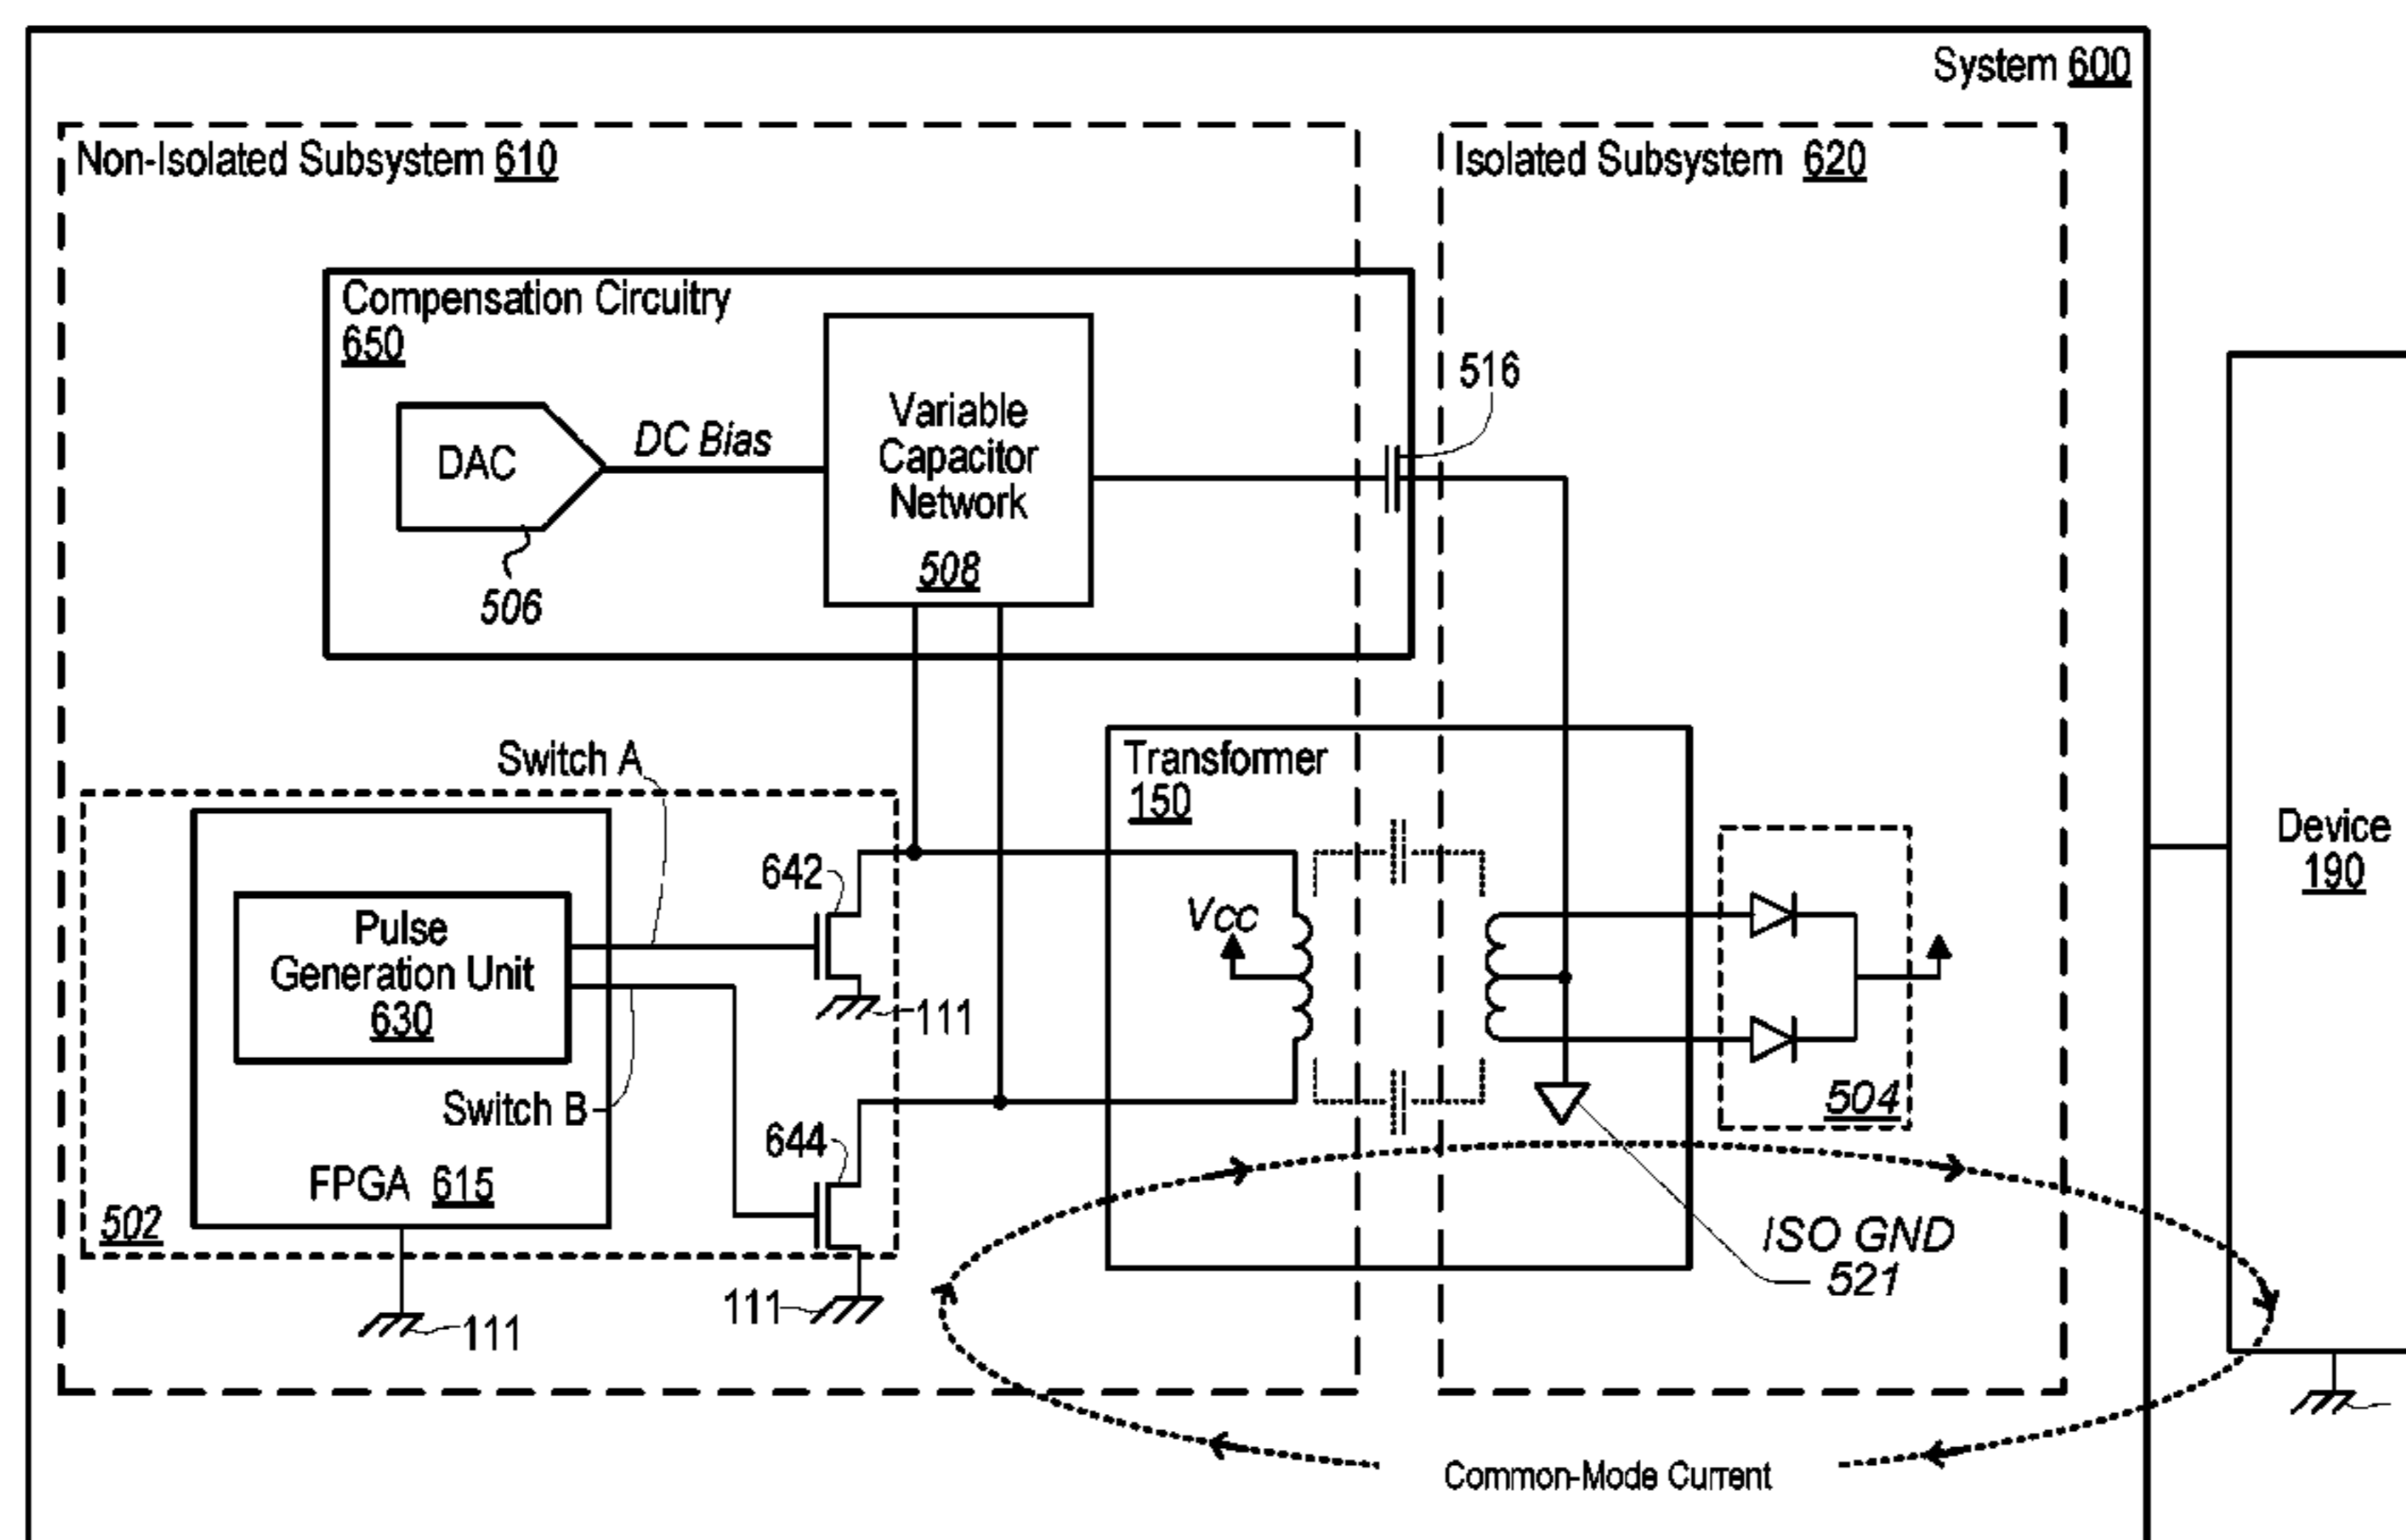 System 600
Non-Isolated Subsystem 610
Isolated Subsystem 620
Compensation Circuitry
650
DAC
506
DC Bias
Variable
Capacitor
Network
508
516
Switch A
Transformer
150
Pulse
Generation Unit
630
Switch B
FPGA 615
502
642
111
644
111
111
VCC
504
ISO GND
521
Device
190
Common-Mode Current